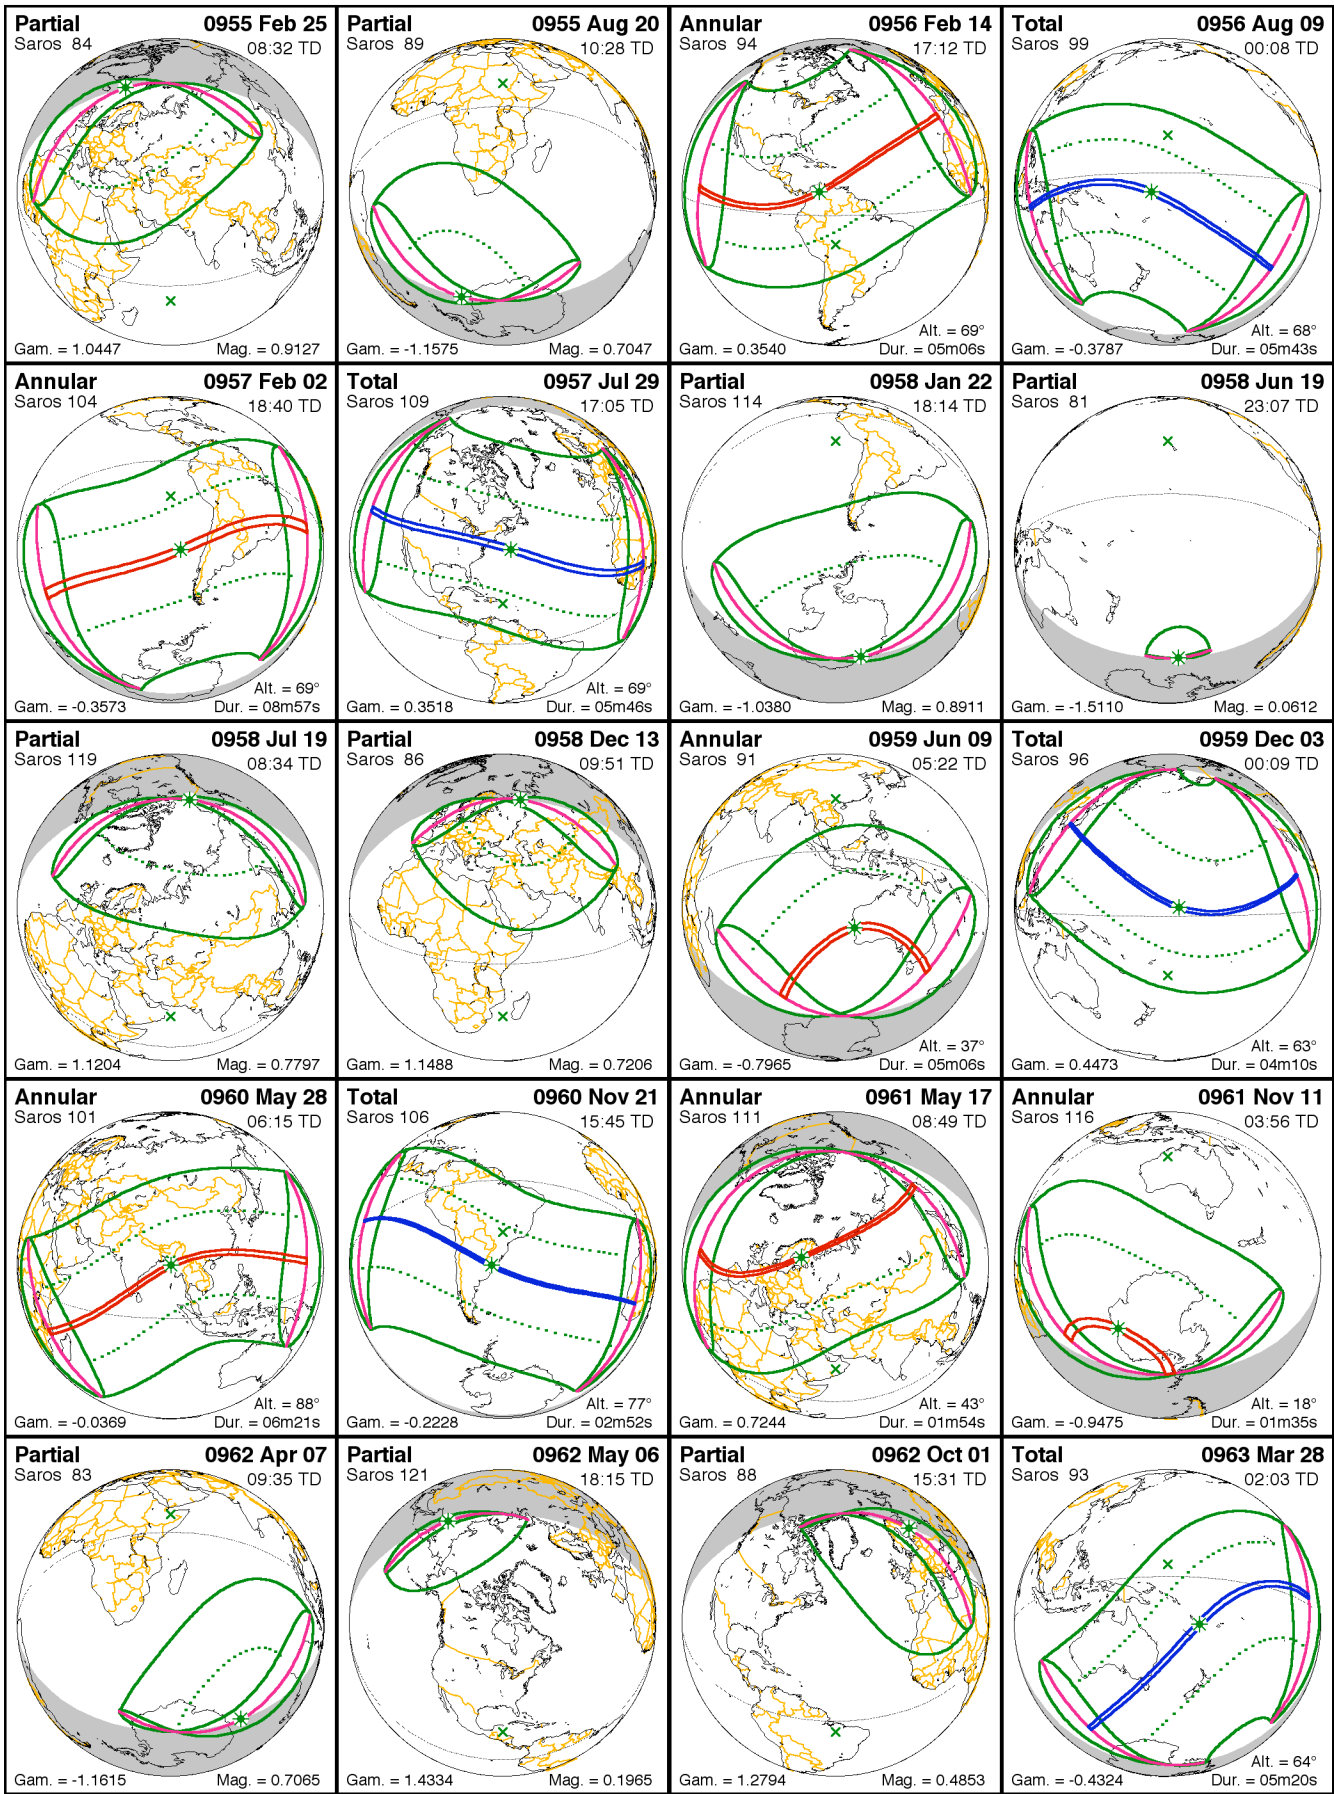 Partial 0955 Feb 25
Saros 84 08:32 TD
Gam. = 1.0447 Mag. = 0.9127
Partial 0955 Aug 20
Saros 89 10:28 TD
Gam. = -1.1575 Mag. = 0.7047
Annular 0956 Feb 14
Saros 94 17:12 TD
Alt. = 69°
Gam. = 0.3540 Dur. = 05m06s
Total 0956 Aug 09
Saros 99 00:08 TD
Alt. = 68°
Gam. = -0.3787 Dur. = 05m43s
Annular 0957 Feb 02
Saros 104 18:40 TD
Alt. = 69°
Gam. = -0.3573 Dur. = 08m57s
Total 0957 Jul 29
Saros 109 17:05 TD
Alt. = 69°
Gam. = 0.3518 Dur. = 05m46s
Partial 0958 Jan 22
Saros 114 18:14 TD
Gam. = -1.0380 Mag. = 0.8911
Partial 0958 Jun 19
Saros 81 23:07 TD
Gam. = -1.5110 Mag. = 0.0612
Partial 0958 Jul 19
Saros 119 08:34 TD
Gam. = 1.1204 Mag. = 0.7797
Partial 0958 Dec 13
Saros 86 09:51 TD
Gam. = 1.1488 Mag. = 0.7206
Annular 0959 Jun 09
Saros 91 05:22 TD
Alt. = 37°
Gam. = -0.7965 Dur. = 05m06s
Total 0959 Dec 03
Saros 96 00:09 TD
Alt. = 63°
Gam. = 0.4473 Dur. = 04m10s
Annular 0960 May 28
Saros 101 06:15 TD
Alt. = 88°
Gam. = -0.0369 Dur. = 06m21s
Total 0960 Nov 21
Saros 106 15:45 TD
Alt. = 77°
Gam. = -0.2228 Dur. = 02m52s
Annular 0961 May 17
Saros 111 08:49 TD
Alt. = 43°
Gam. = 0.7244 Dur. = 01m54s
Annular 0961 Nov 11
Saros 116 03:56 TD
Alt. = 18°
Gam. = -0.9475 Dur. = 01m35s
Partial 0962 Apr 07
Saros 83 09:35 TD
Gam. = -1.1615 Mag. = 0.7065
Partial 0962 May 06
Saros 121 18:15 TD
Gam. = 1.4334 Mag. = 0.1965
Partial 0962 Oct 01
Saros 88 15:31 TD
Gam. = 1.2794 Mag. = 0.4853
Total 0963 Mar 28
Saros 93 02:03 TD
Alt. = 64°
Gam. = -0.4324 Dur. = 05m20s